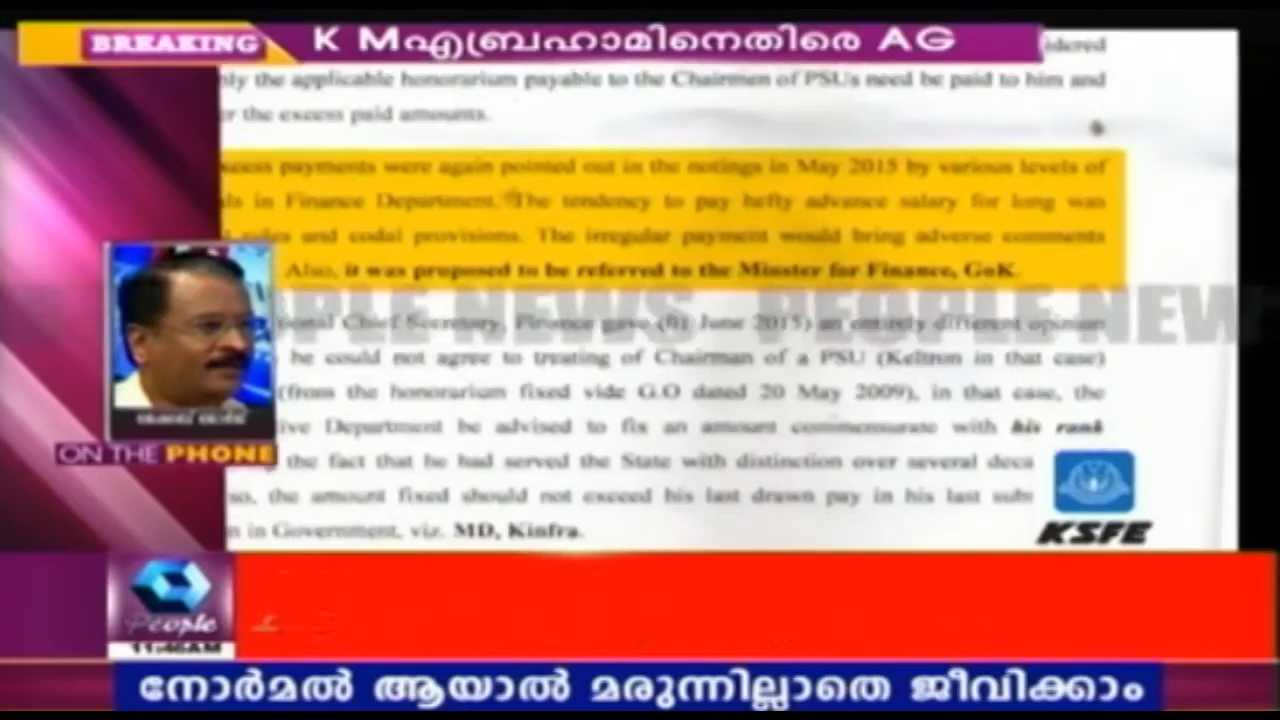 BREAKING
K M എബ്രഹാമിനെതിരെ AG
the applicable honorarium payable to the Chairmen of PSUs need be paid to him and
the excess paid amounts.
payments were again pointed out in the notings in May 2015 by various levels of
in Finance Department. The tendency to pay hefty advance salary for long was
rules and codal provisions. The irregular payment would bring adverse comments
Also, it was proposed to be referred to the Minster for Finance, GoK.
PEOPLE NEWS PEOPLE NEW
Chief Secretary, Finance gave (01 June 2015) an entirely different opinion
he could not agree to treating of Chairman of a PSU (Keltron in that case)
(from the honorarium fixed vide G.O dated 20 May 2009), in that case, the
Department be advised to fix an amount commensurate with his rank
the fact that he had served the State with distinction over several deca
the amount fixed should not exceed his last drawn pay in his last
in Government, viz. MD, Kinfra.
ON THE PHONE
KSFE
People
11:46AM
നോർമൽ ആയാൽ മരുന്നില്ലാതെ ജീവിക്കാം